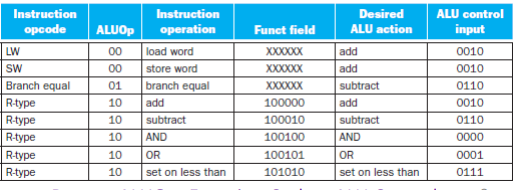 Instruction opcode | ALUOp | Instruction operation | Funct field | Desired ALU action | ALU control input
LW | 00 | load word | XXXXXX | add | 0010
SW | 00 | store word | XXXXXX | add | 0010
Branch equal | 01 | branch equal | XXXXXX | subtract | 0110
R-type | 10 | add | 100000 | add | 0010
R-type | 10 | subtract | 100010 | subtract | 0110
R-type | 10 | AND | 100100 | AND | 0000
R-type | 10 | OR | 100101 | OR | 0001
R-type | 10 | set on less than | 101010 | set on less than | 0111